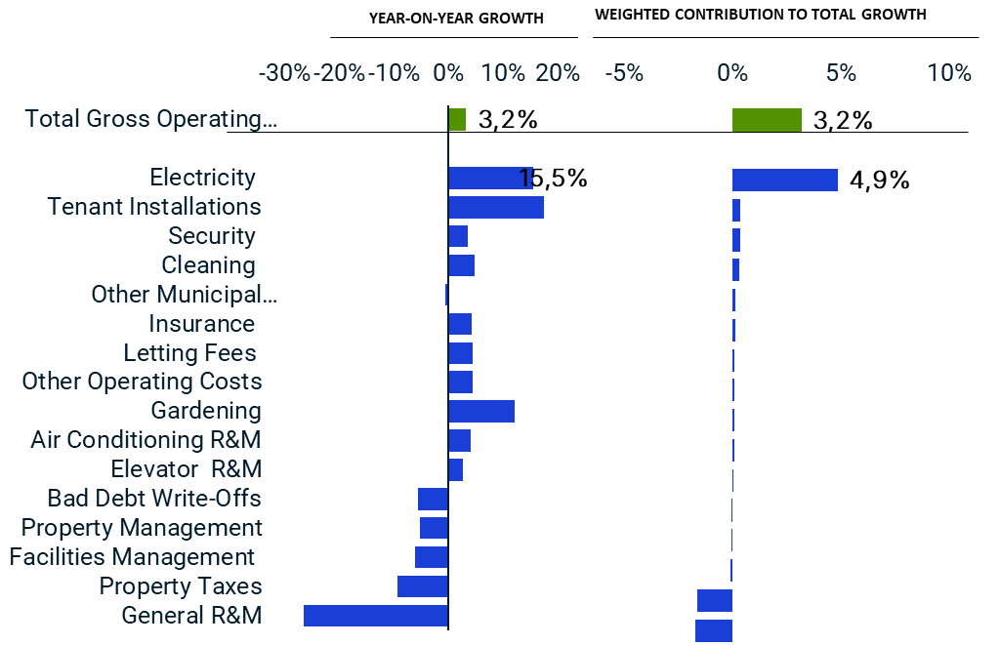 YEAR-ON-YEAR GROWTH
WEIGHTED CONTRIBUTION TO TOTAL GROWTH
-30% -20% -10% 0% 10% 20%
-5% 0% 5% 10%
Total Gross Operating... 3,2% 3,2%
Electricity 15,5% 4,9%
Tenant Installations
Security
Cleaning
Other Municipal...
Insurance
Letting Fees
Other Operating Costs
Gardening
Air Conditioning R&M
Elevator R&M
Bad Debt Write-Offs
Property Management
Facilities Management
Property Taxes
General R&M